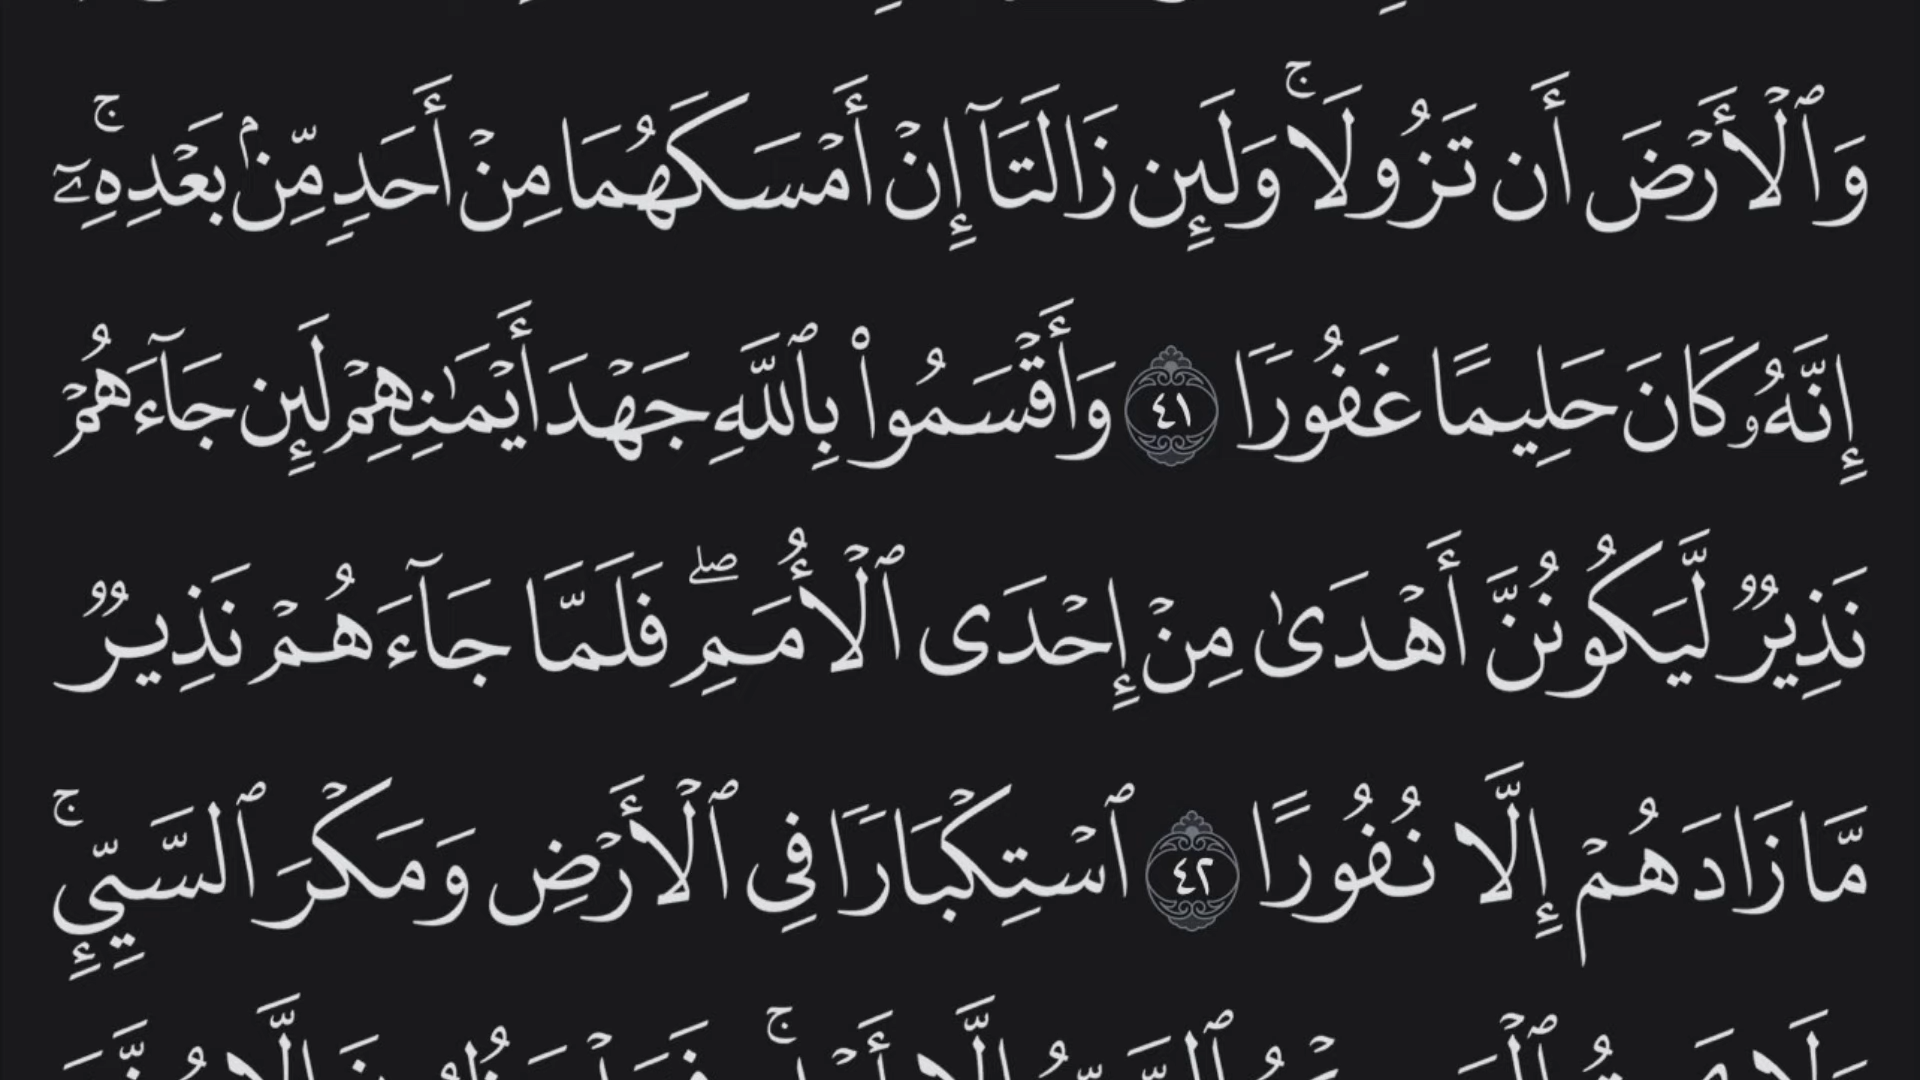 وَٱلۡأَرۡضَ أَن تَزُولَاۚ وَلَئِن زَالَتَآ إِنۡ أَمۡسَكَهُمَا مِنۡ أَحَدٖ مِّنۢ بَعۡدِهِۦٓۚ
إِنَّهُۥ كَانَ حَلِيمًا غَفُورٗا ٤١ وَأَقۡسَمُواْ بِٱللَّهِ جَهۡدَ أَيۡمَٰنِهِمۡ لَئِن جَآءَهُمۡ
نَذِيرٞ لَّيَكُونُنَّ أَهۡدَىٰ مِنۡ إِحۡدَى ٱلۡأُمَمِۖ فَلَمَّا جَآءَهُمۡ نَذِيرٞ
مَّا زَادَهُمۡ إِلَّا نُفُورًا ٤٢ ٱسۡتِكۡبَارٗا فِي ٱلۡأَرۡضِ وَمَكۡرَ ٱلسَّيِّيِٕۚ